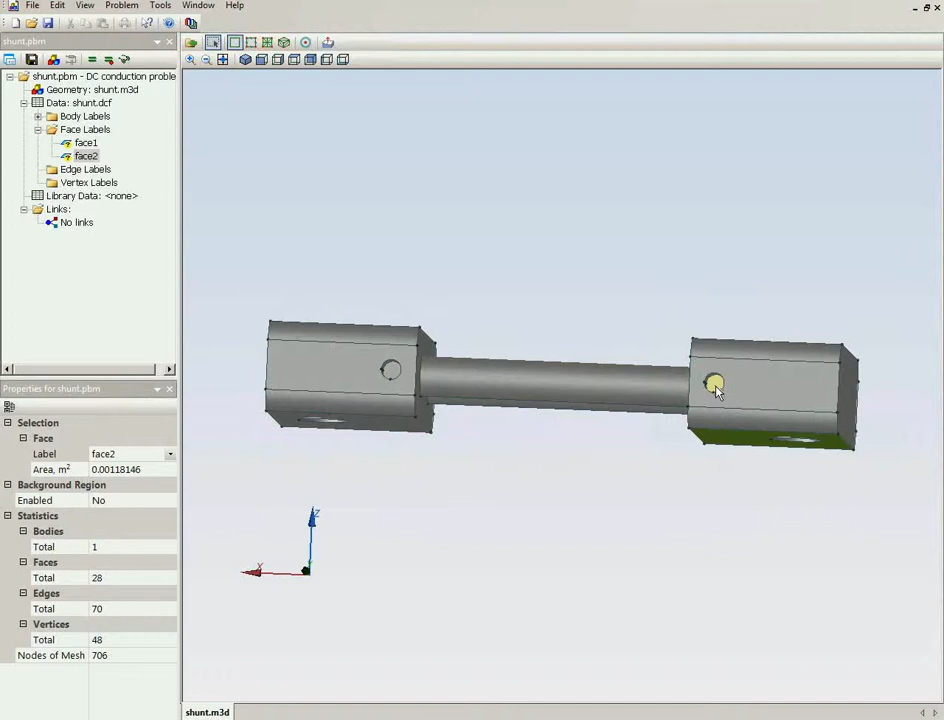 File Edit View Problem Tools Window Help
shunt.pbm
shunt.pbm - DC conduction proble
Geometry: shunt.m3d
Data: shunt.dcf
Body Labels
Face Labels
face1
face2
Edge Labels
Vertex Labels
Library Data: <none>
Links:
No links
Properties for shunt.pbm
Selection
Face
Label face2
Area, m² 0.00118146
Background Region
Enabled No
Statistics
Bodies
Total 1
Faces
Total 28
Edges
Total 70
Vertices
Total 48
Nodes of Mesh 706
Z
X
Y
shunt.m3d